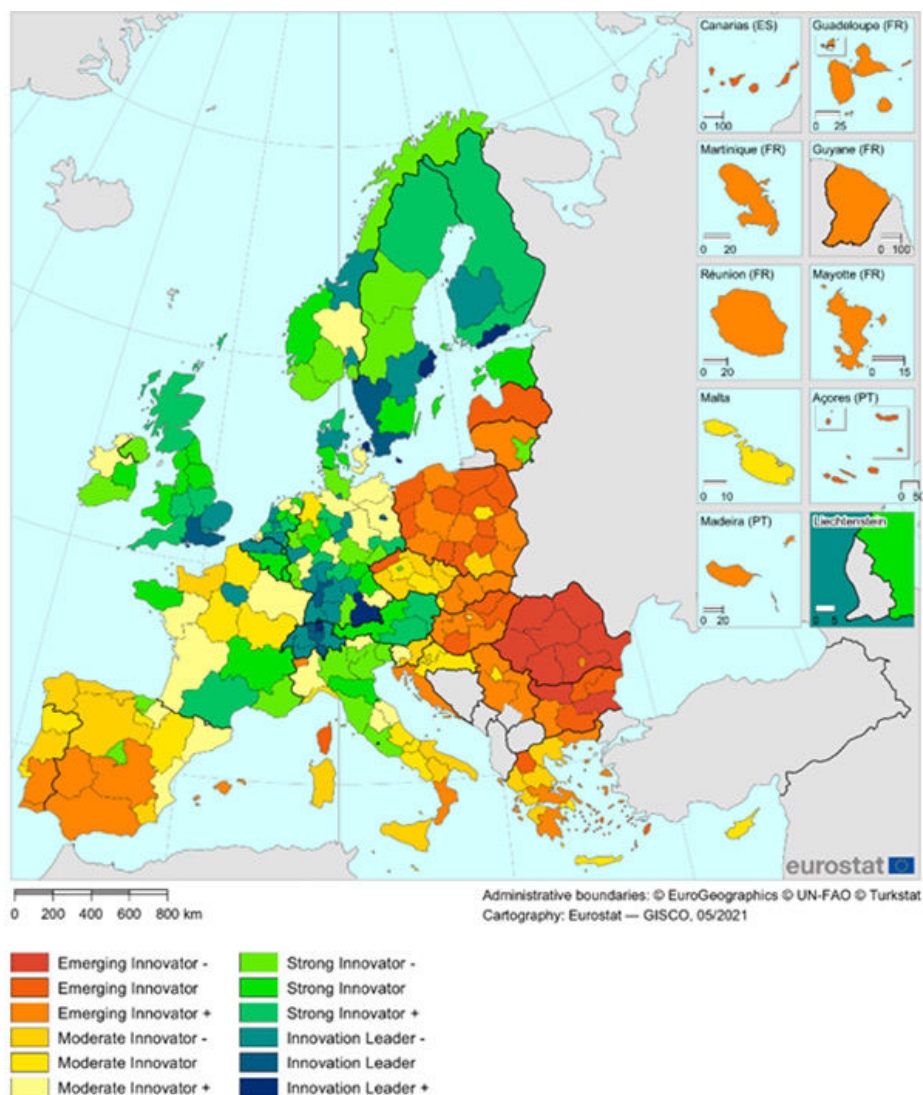 Canarias (ES)
0 100
Guadeloupe (FR)
0 25
Martinique (FR)
0 20
Guyane (FR)
0 100
Réunion (FR)
0 20
Mayotte (FR)
0 15
Malta
0 10
Açores (PT)
0 50
Madeira (PT)
0 20
Liechtenstein
0 5
eurostat
0 200 400 600 800 km
Administrative boundaries: © EuroGeographics © UN-FAO © Turkstat
Cartography: Eurostat — GISCO, 05/2021
Emerging Innovator -
Emerging Innovator
Emerging Innovator +
Moderate Innovator -
Moderate Innovator
Moderate Innovator +
Strong Innovator -
Strong Innovator
Strong Innovator +
Innovation Leader -
Innovation Leader
Innovation Leader +